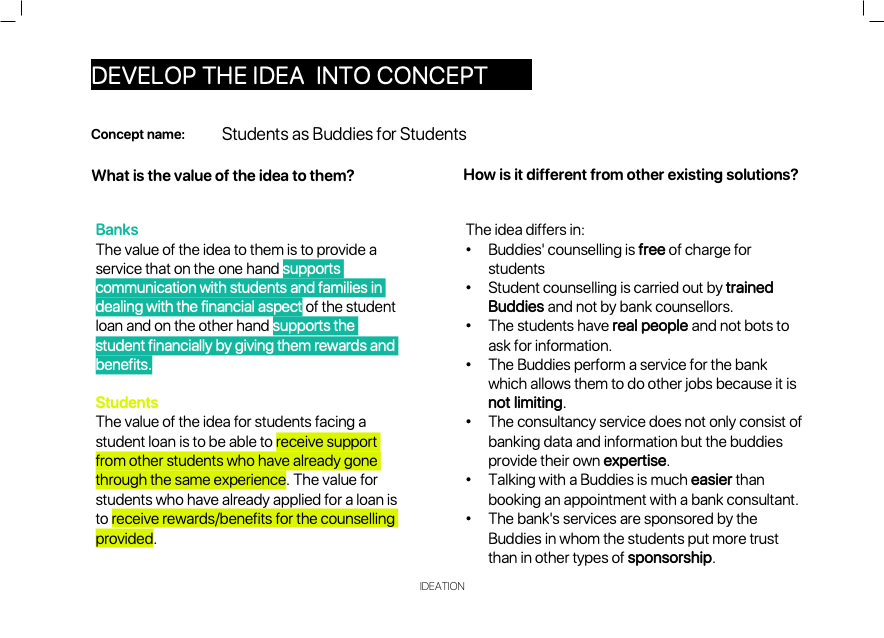 DEVELOP THE IDEA INTO CONCEPT
Concept name: Students as Buddies for Students
What is the value of the idea to them?
Banks
The value of the idea to them is to provide a
service that on the one hand supports
communication with students and families in
dealing with the financial aspect of the student
loan and on the other hand supports the
student financially by giving them rewards and
benefits.
Students
The value of the idea for students facing a
student loan is to be able to receive support
from other students who have already gone
through the same experience. The value for
students who have already applied for a loan is
to receive rewards/benefits for the counselling
provided.
How is it different from other existing solutions?
The idea differs in:
• Buddies' counselling is free of charge for
students
• Student counselling is carried out by trained
Buddies and not by bank counsellors.
• The students have real people and not bots to
ask for information.
• The Buddies perform a service for the bank
which allows them to do other jobs because it is
not limiting.
• The consultancy service does not only consist of
banking data and information but the buddies
provide their own expertise.
• Talking with a Buddies is much easier than
booking an appointment with a bank consultant.
• The bank's services are sponsored by the
Buddies in whom the students put more trust
than in other types of sponsorship.
IDEATION